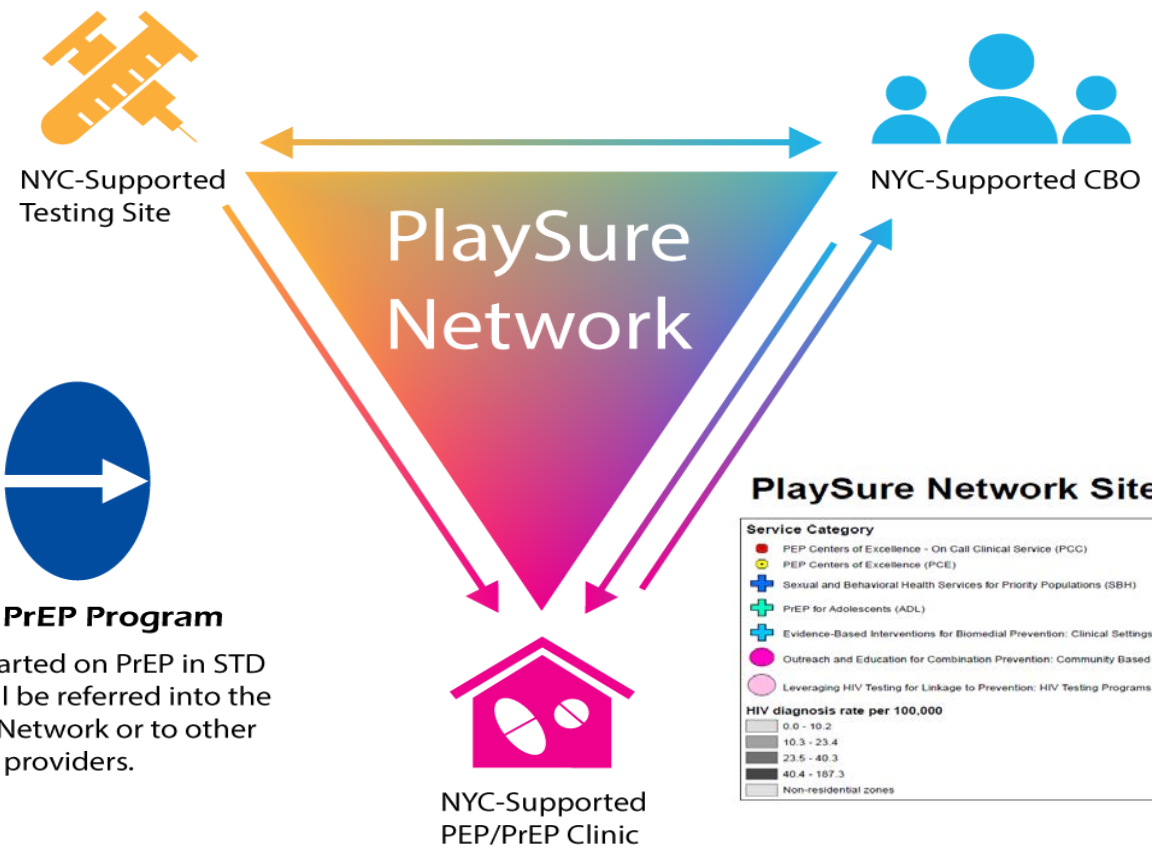 NYC-Supported
Testing Site
NYC-Supported CBO
PlaySure
Network
PrEP Program
arted on PrEP in STD
l be referred into the
Network or to other
providers.
NYC-Supported
PEP/PrEP Clinic
PlaySure Network Site
Service Category
PEP Centers of Excellence - On Call Clinical Service (PCC)
PEP Centers of Excellence (PCE)
Sexual and Behavioral Health Services for Priority Populations (SBH)
PrEP for Adolescents (ADL)
Evidence-Based Interventions for Biomedial Prevention: Clinical Settings
Outreach and Education for Combination Prevention: Community Based
Leveraging HIV Testing for Linkage to Prevention: HIV Testing Programs
HIV diagnosis rate per 100,000
0.0 - 10.2
10.3 - 23.4
23.5 - 40.3
40.4 - 187.3
Non-residential zones